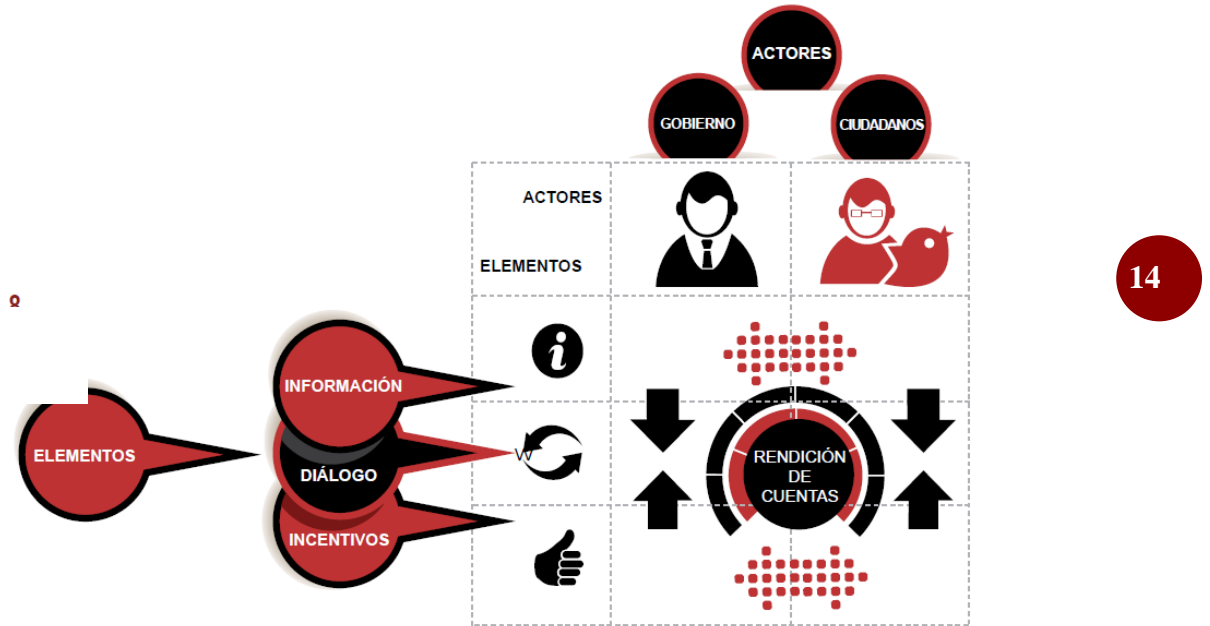 ACTORES
GOBIERNO
CIUDADANOS
ACTORES
ELEMENTOS
14
i
INFORMACIÓN
ELEMENTOS
DIÁLOGO
INCENTIVOS
RENDICIÓN
DE
CUENTAS